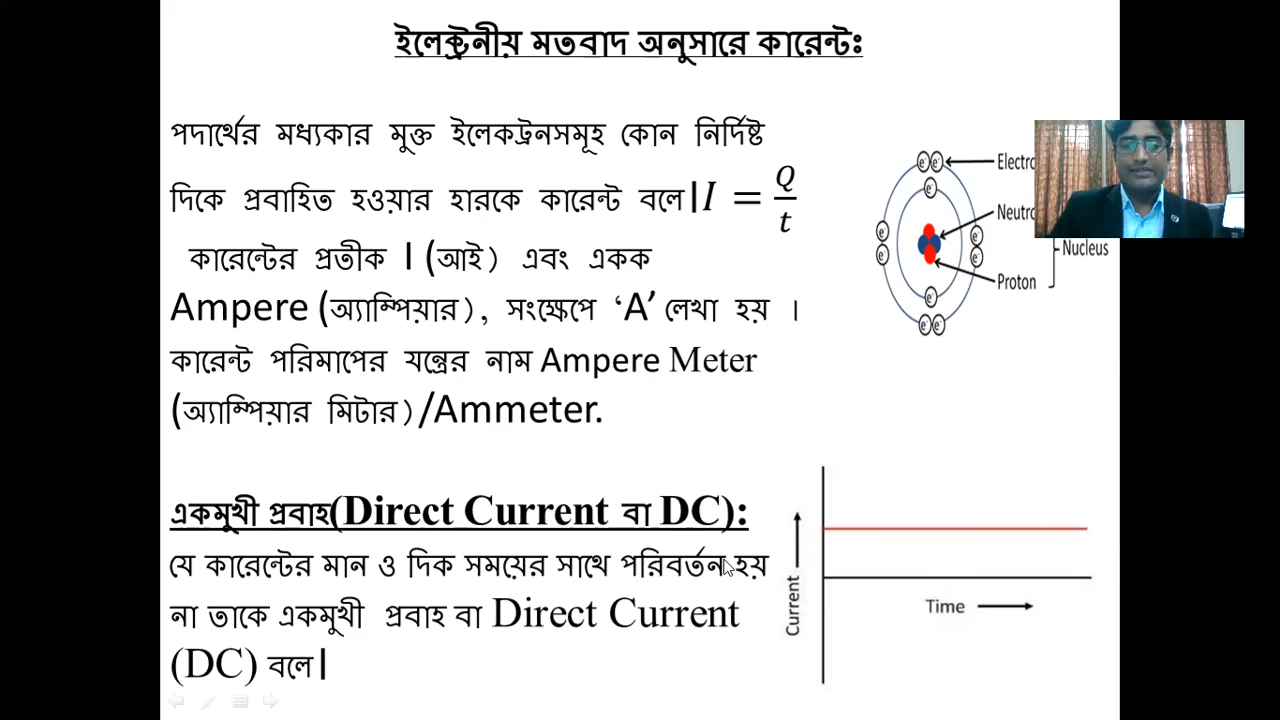 ইলেক্ট্রনীয় মতবাদ অনুসারে কারেন্টঃ
পদার্থের মধ্যকার মুক্ত ইলেকট্রনসমূহ কোন নির্দিষ্ট
দিকে প্রবাহিত হওয়ার হারকে কারেন্ট বলে| I = Q/t
কারেন্টের প্রতীক I (আই) এবং একক
Ampere (অ্যাম্পিয়ার), সংক্ষেপে ‘A’ লেখা হয় ।
কারেন্ট পরিমাপের যন্ত্রের নাম Ampere Meter
(অ্যাম্পিয়ার মিটার)/Ammeter.
একমুখী প্রবাহ(Direct Current বা DC):
যে কারেন্টের মান ও দিক সময়ের সাথে পরিবর্তন হয়
না তাকে একমুখী প্রবাহ বা Direct Current
(DC) বলে|
e⁻ e⁻
e⁻
e⁻ e⁻
e⁻ e⁻
e⁻
e⁻ e⁻
Electro
Neutro
Proton
Nucleus
Current
Time